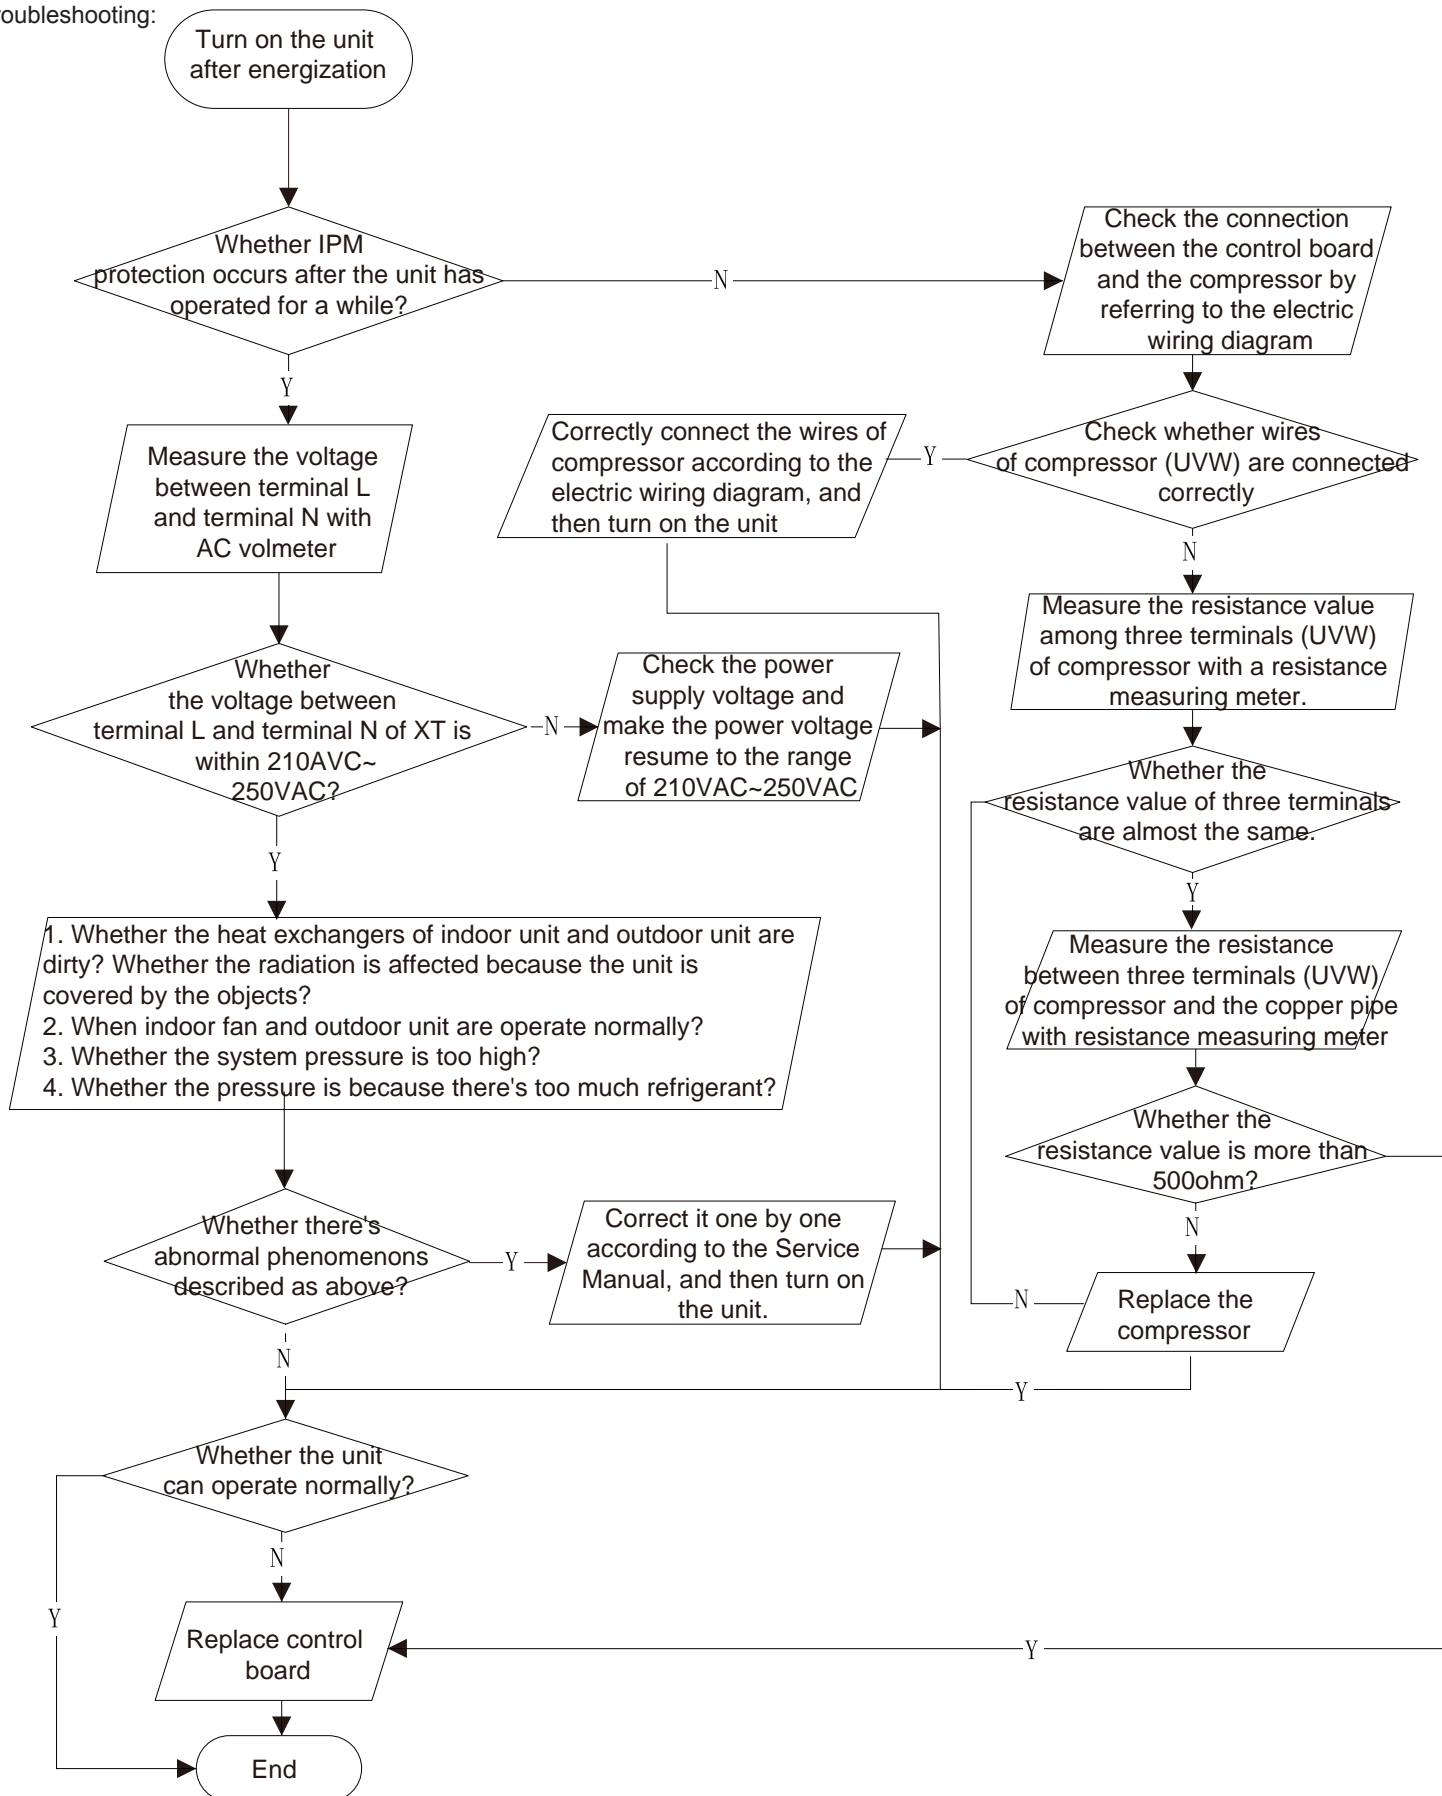 roubleshooting:
Turn on the unit
after energization
Whether IPM
protection occurs after the unit has
operated for a while?
N
Check the connection
between the control board
and the compressor by
referring to the electric
wiring diagram
Y
Measure the voltage
between terminal L
and terminal N with
AC volmeter
Correctly connect the wires of
compressor according to the
electric wiring diagram, and
then turn on the unit
Y
Check whether wires
of compressor (UVW) are connected
correctly
N
Measure the resistance value
among three terminals (UVW)
of compressor with a resistance
measuring meter.
Whether
the voltage between
terminal L and terminal N of XT is
within 210AVC~
250VAC?
N
Check the power
supply voltage and
make the power voltage
resume to the range
of 210VAC~250VAC
Whether the
resistance value of three terminals
are almost the same.
Y
Y
1. Whether the heat exchangers of indoor unit and outdoor unit are
dirty? Whether the radiation is affected because the unit is
covered by the objects?
2. When indoor fan and outdoor unit are operate normally?
3. Whether the system pressure is too high?
4. Whether the pressure is because there's too much refrigerant?
Measure the resistance
between three terminals (UVW)
of compressor and the copper pipe
with resistance measuring meter
Whether the
resistance value is more than
500ohm?
N
Whether there's
abnormal phenomenons
described as above?
Y
Correct it one by one
according to the Service
Manual, and then turn on
the unit.
N
Replace the
compressor
N
Y
Whether the unit
can operate normally?
N
Y
Replace control
board
Y
End